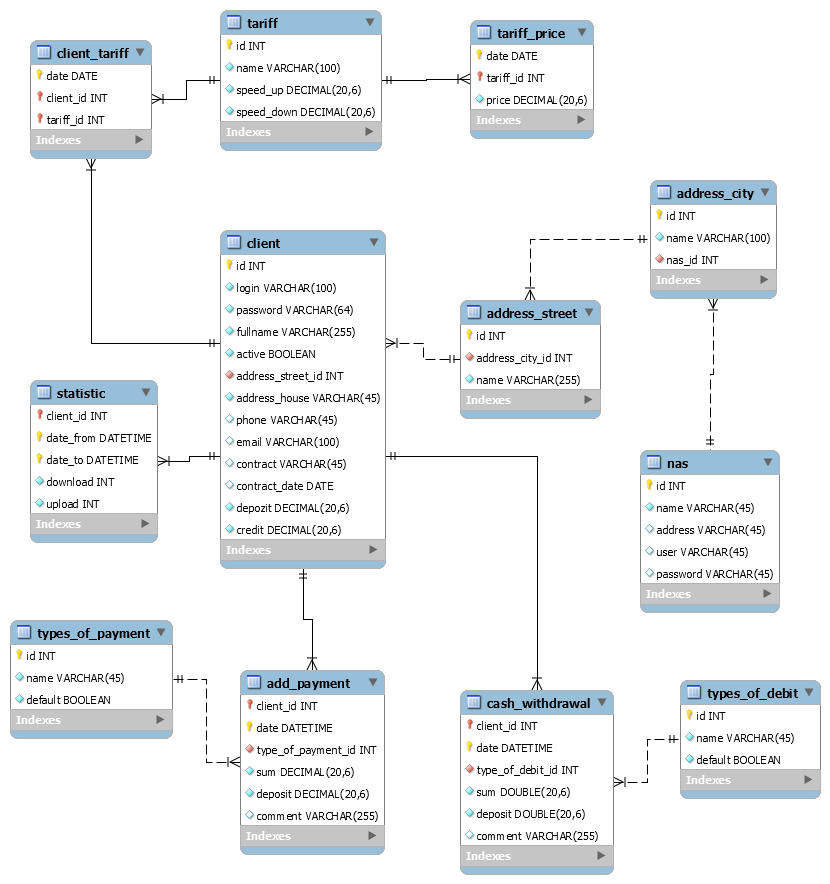 client_tariff
date DATE
client_id INT
tariff_id INT
Indexes
tariff
id INT
name VARCHAR(100)
speed_up DECIMAL(20,6)
speed_down DECIMAL(20,6)
Indexes
tariff_price
date DATE
tariff_id INT
price DECIMAL(20,6)
Indexes
address_city
id INT
name VARCHAR(100)
nas_id INT
Indexes
client
id INT
login VARCHAR(100)
password VARCHAR(64)
fullname VARCHAR(255)
active BOOLEAN
address_street_id INT
address_house VARCHAR(45)
phone VARCHAR(45)
email VARCHAR(100)
contract VARCHAR(45)
contract_date DATE
depozit DECIMAL(20,6)
credit DECIMAL(20,6)
Indexes
address_street
id INT
address_city_id INT
name VARCHAR(255)
Indexes
statistic
client_id INT
date_from DATETIME
date_to DATETIME
download INT
upload INT
Indexes
nas
id INT
name VARCHAR(45)
address VARCHAR(45)
user VARCHAR(45)
password VARCHAR(45)
Indexes
types_of_payment
id INT
name VARCHAR(45)
default BOOLEAN
Indexes
add_payment
client_id INT
date DATETIME
type_of_payment_id INT
sum DECIMAL(20,6)
deposit DECIMAL(20,6)
comment VARCHAR(255)
Indexes
cash_withdrawal
client_id INT
date DATETIME
type_of_debit_id INT
sum DOUBLE(20,6)
deposit DOUBLE(20,6)
comment VARCHAR(255)
Indexes
types_of_debit
id INT
name VARCHAR(45)
default BOOLEAN
Indexes